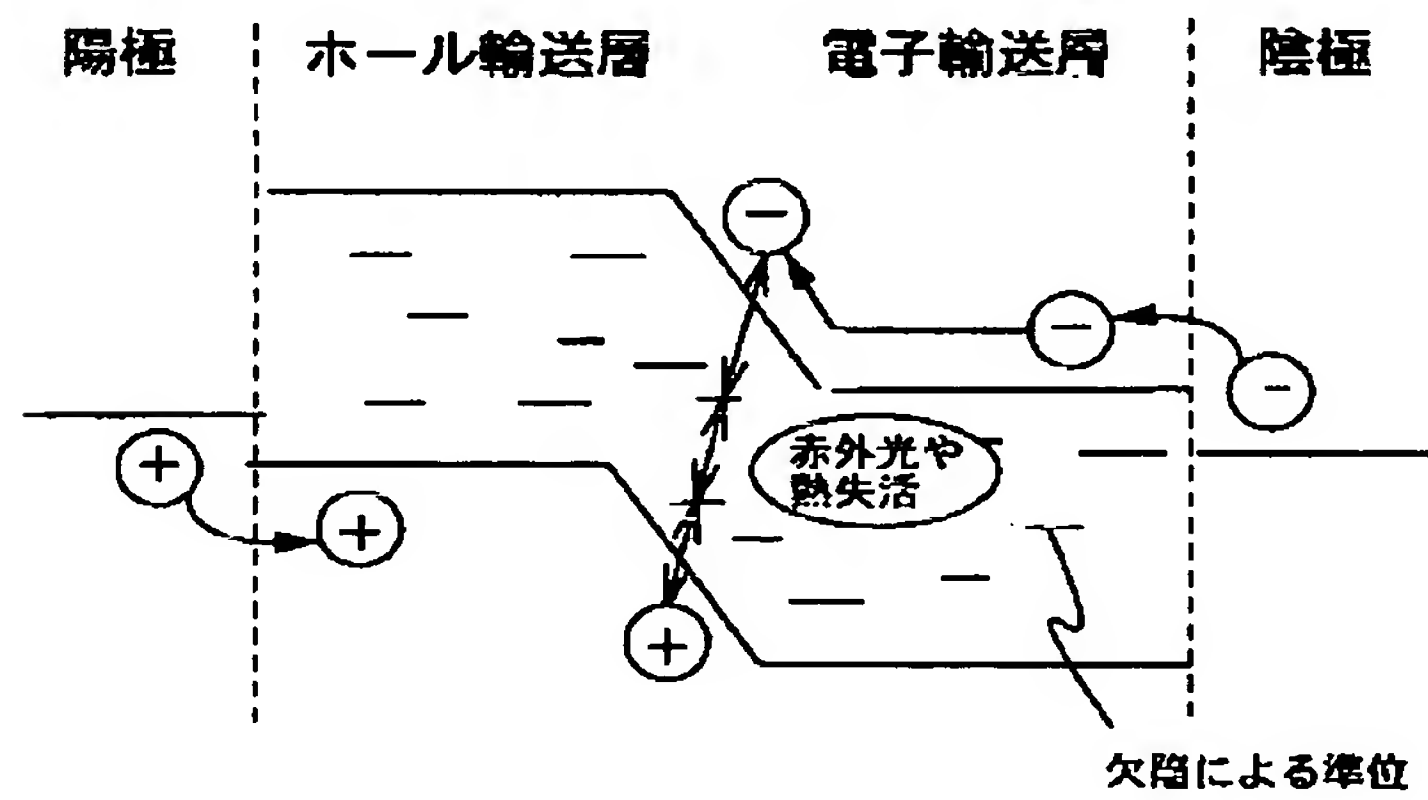 陽極
ホール輸送層
電子輸送層
陰極
赤外光や
熱失活
欠陥による準位